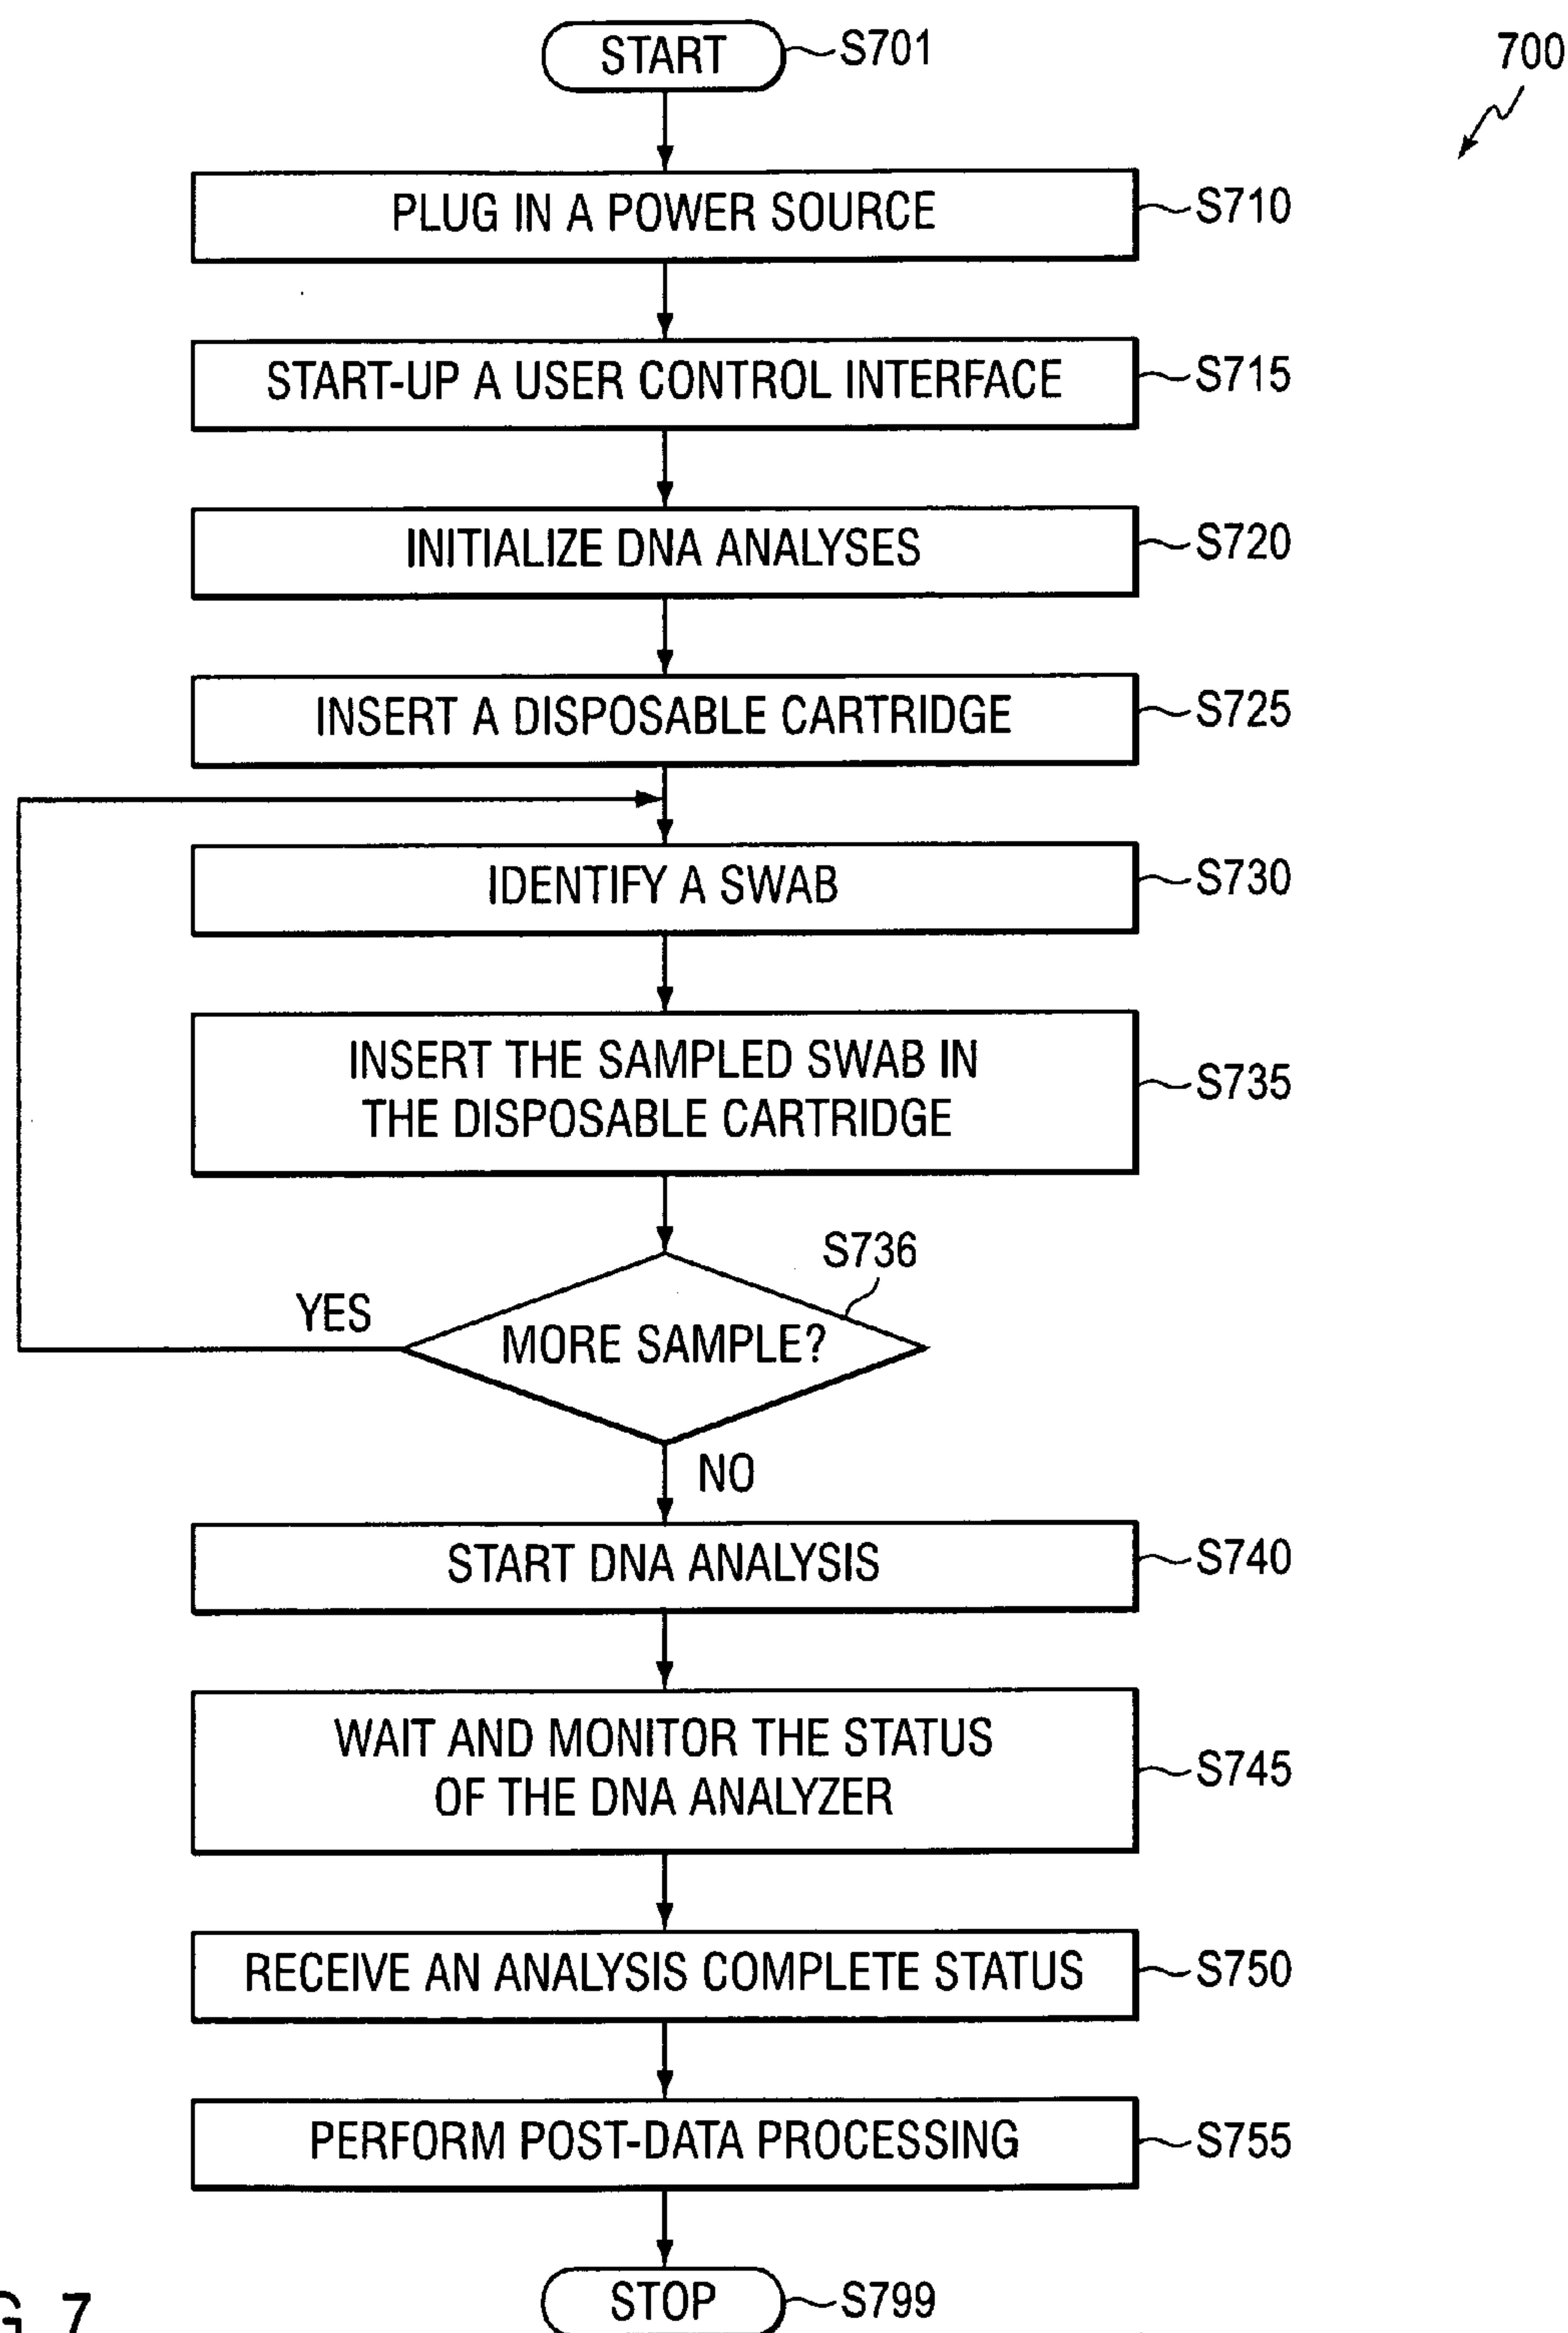 START
S701
700
PLUG IN A POWER SOURCE
S710
START-UP A USER CONTROL INTERFACE
S715
INITIALIZE DNA ANALYSES
S720
INSERT A DISPOSABLE CARTRIDGE
S725
IDENTIFY A SWAB
S730
INSERT THE SAMPLED SWAB IN
THE DISPOSABLE CARTRIDGE
S735
S736
YES
MORE SAMPLE?
NO
START DNA ANALYSIS
S740
WAIT AND MONITOR THE STATUS
OF THE DNA ANALYZER
S745
RECEIVE AN ANALYSIS COMPLETE STATUS
S750
PERFORM POST-DATA PROCESSING
S755
STOP
S799
7